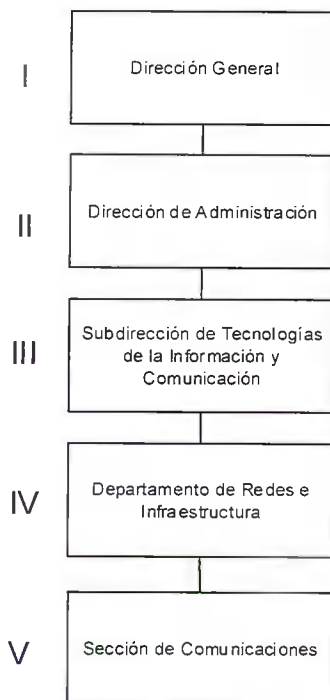 I
Dirección General
II
Dirección de Administración
III
Subdirección de Tecnologías
de la Información y
Comunicación
IV
Departamento de Redes e
Infraestructura
V
Sección de Comunicaciones